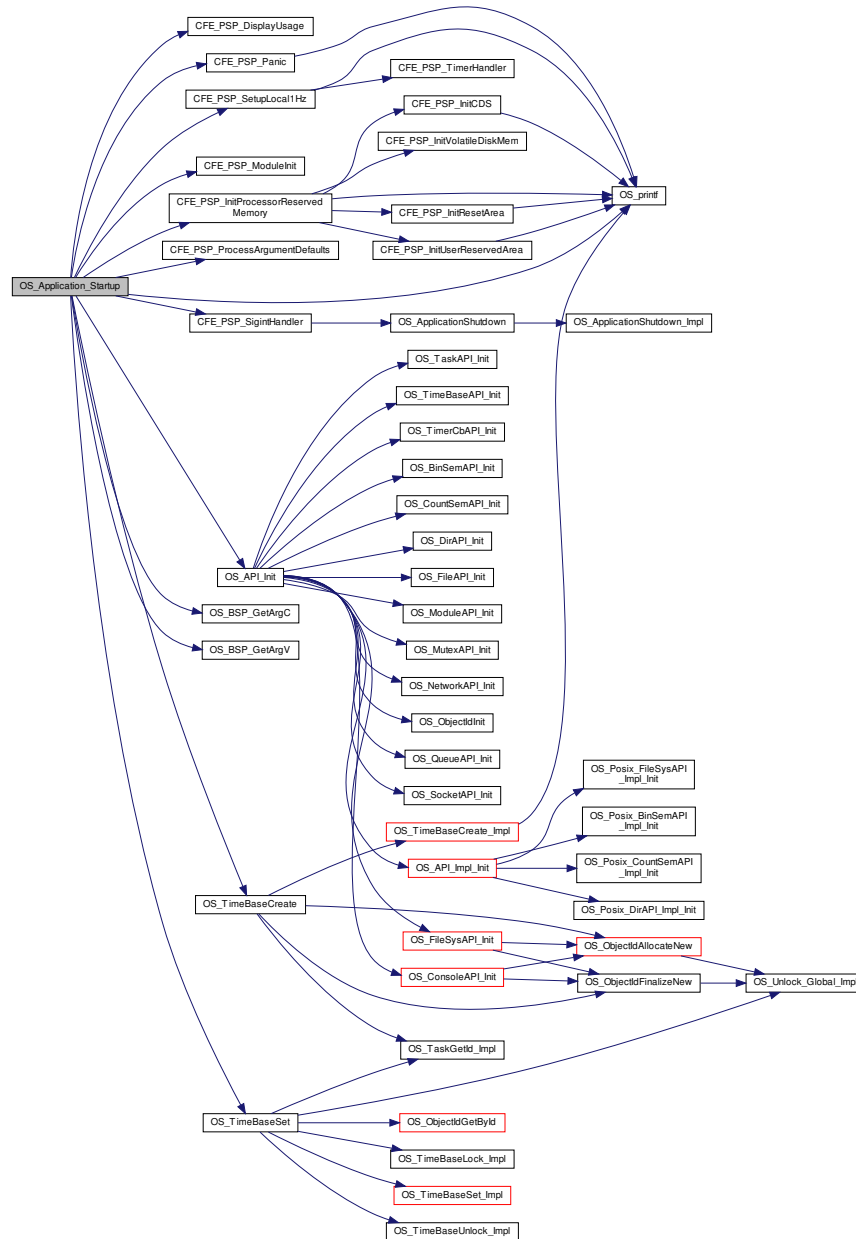 CFE_PSP_DisplayUsage
CFE_PSP_Panic
CFE_PSP_SetupLocal1Hz
CFE_PSP_TimerHandler
CFE_PSP_InitCDS
CFE_PSP_InitVolatileDiskMem
CFE_PSP_ModuleInit
CFE_PSP_InitProcessorReserved
Memory
OS_printf
CFE_PSP_InitResetArea
CFE_PSP_InitUserReservedArea
CFE_PSP_ProcessArgumentDefaults
OS_Application_Startup
CFE_PSP_SigintHandler
OS_ApplicationShutdown
OS_ApplicationShutdown_Impl
OS_TaskAPI_Init
OS_TimeBaseAPI_Init
OS_TimerCbAPI_Init
OS_BinSemAPI_Init
OS_CountSemAPI_Init
OS_DirAPI_Init
OS_API_Init
OS_FileAPI_Init
OS_BSP_GetArgC
OS_ModuleAPI_Init
OS_BSP_GetArgV
OS_MutexAPI_Init
OS_NetworkAPI_Init
OS_ObjectIdInit
OS_QueueAPI_Init
OS_SocketAPI_Init
OS_Posix_FileSysAPI
_Impl_Init
OS_Posix_BinSemAPI
_Impl_Init
OS_TimeBaseCreate_Impl
OS_API_Impl_Init
OS_Posix_CountSemAPI
_Impl_Init
OS_TimeBaseCreate
OS_Posix_DirAPI_Impl_Init
OS_FileSysAPI_Init
OS_ObjectIdAllocateNew
OS_ConsoleAPI_Init
OS_ObjectIdFinalizeNew
OS_Unlock_Global_Impl
OS_TaskGetId_Impl
OS_TimeBaseSet
OS_ObjectIdGetById
OS_TimeBaseLock_Impl
OS_TimeBaseSet_Impl
OS_TimeBaseUnlock_Impl